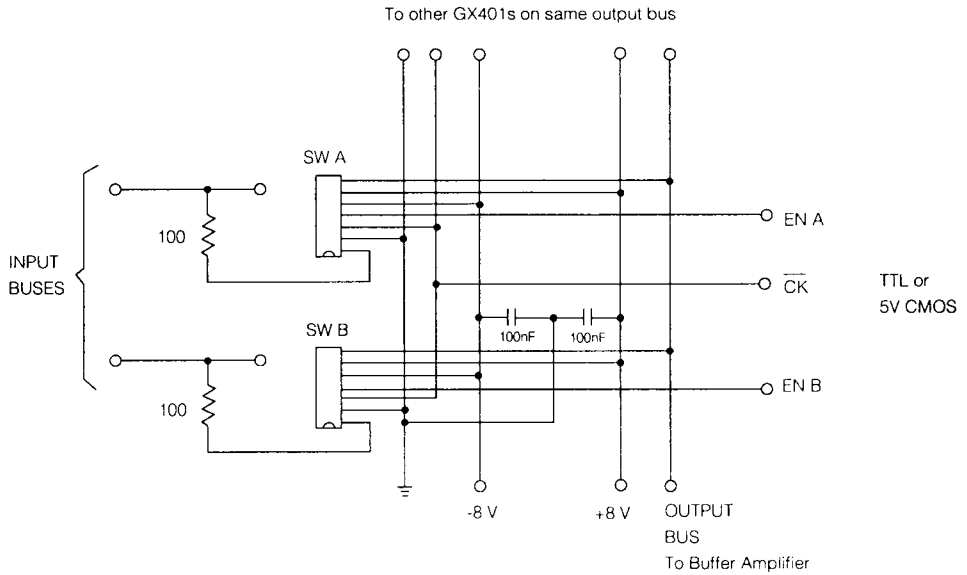 To other GX401s on same output bus
SW A
100
EN A
INPUT
BUSES
CK
TTL or
5V CMOS
SW B
100nF
100nF
EN B
100
-8 V
+8 V
OUTPUT
BUS
To Buffer Amplifier